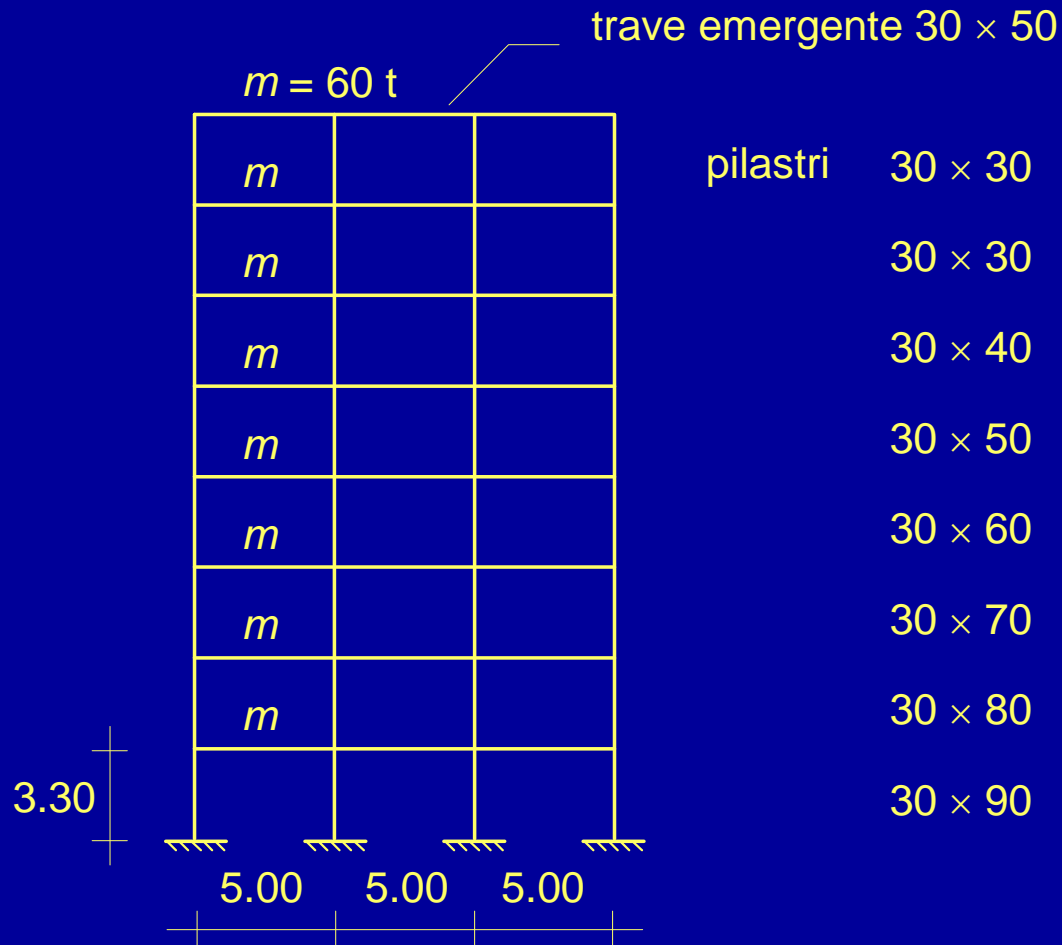 trave emergente 30 × 50
m = 60 t
m
pilastri 30 × 30
m
30 × 30
m
30 × 40
m
30 × 50
m
30 × 60
m
30 × 70
m
30 × 80
3.30
30 × 90
5.00 5.00 5.00